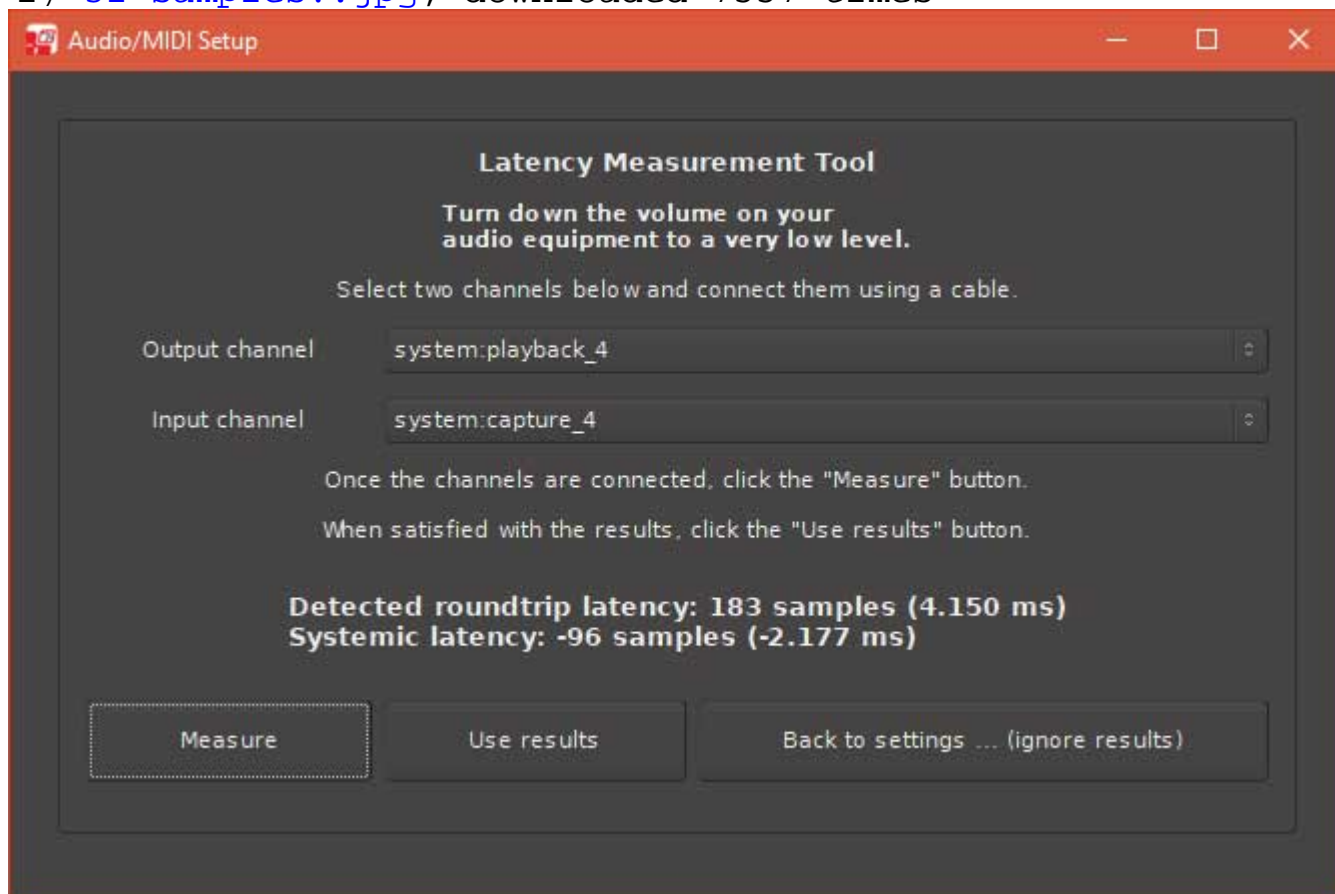 Audio/MIDI Setup
Latency Measurement Tool
Turn down the volume on your
audio equipment to a very low level.
Select two channels below and connect them using a cable.
Output channel system:playback_4
Input channel system:capture_4
Once the channels are connected, click the "Measure" button.
When satisfied with the results, click the "Use results" button.
Detected roundtrip latency: 183 samples (4.150 ms)
Systemic latency: -96 samples (-2.177 ms)
Measure Use results Back to settings ... (ignore results)